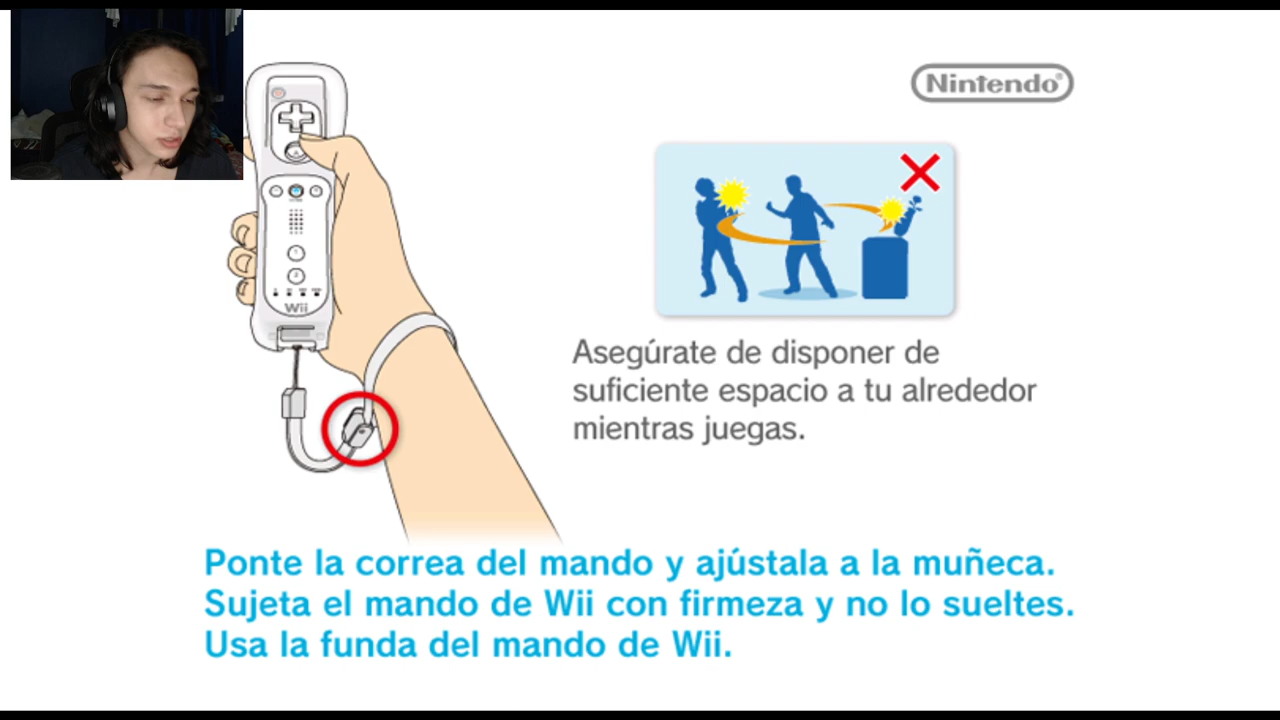 Nintendo®
Wii
Asegúrate de disponer de
suficiente espacio a tu alrededor
mientras juegas.
Ponte la correa del mando y ajústala a la muñeca.
Sujeta el mando de Wii con firmeza y no lo sueltes.
Usa la funda del mando de Wii.